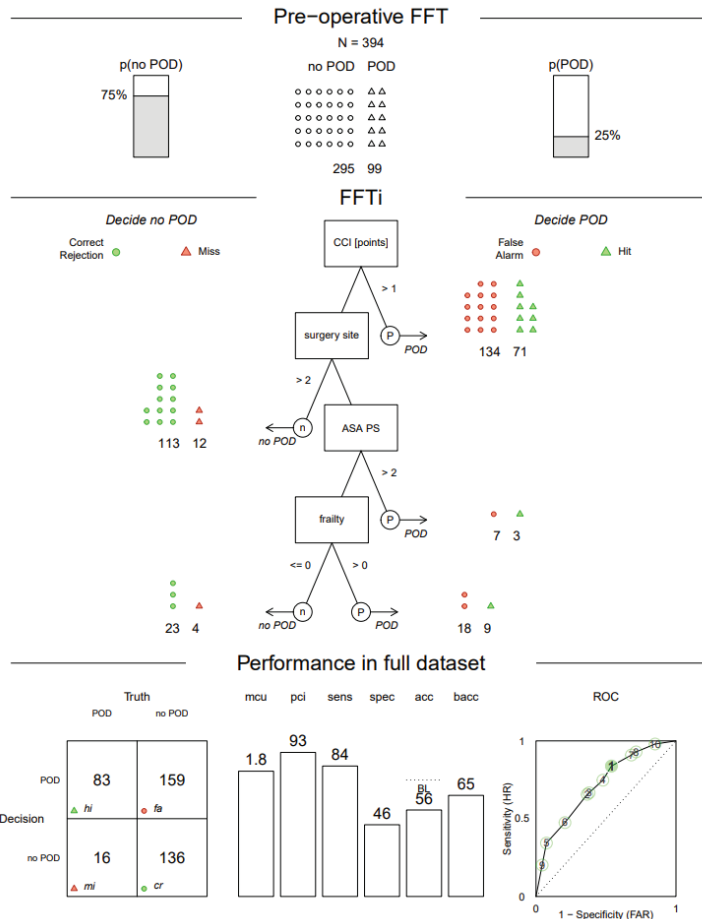 Pre-operative FFT
N = 394
p(no POD)
no POD POD
p(POD)
75%
25%
295 99
FFTi
Decide no POD
Decide POD
Correct Rejection
Miss
CCI [points]
False Alarm
Hit
> 1
surgery site
P
POD
134 71
> 2
n
no POD
ASA PS
113 12
> 2
frailty
P
POD
7 3
<= 0 > 0
n
no POD
P
POD
23 4
18 9
Performance in full dataset
Truth
mcu pci sens spec acc bacc
ROC
POD no POD
1.8 93 84 46 BL 56 65
POD
83 159
hi fa
Decision
no POD
16 136
mi cr
Sensitivity (HR)
1
0.5
0
1
4
6
5
9
0 1
1 − Specificity (FAR)